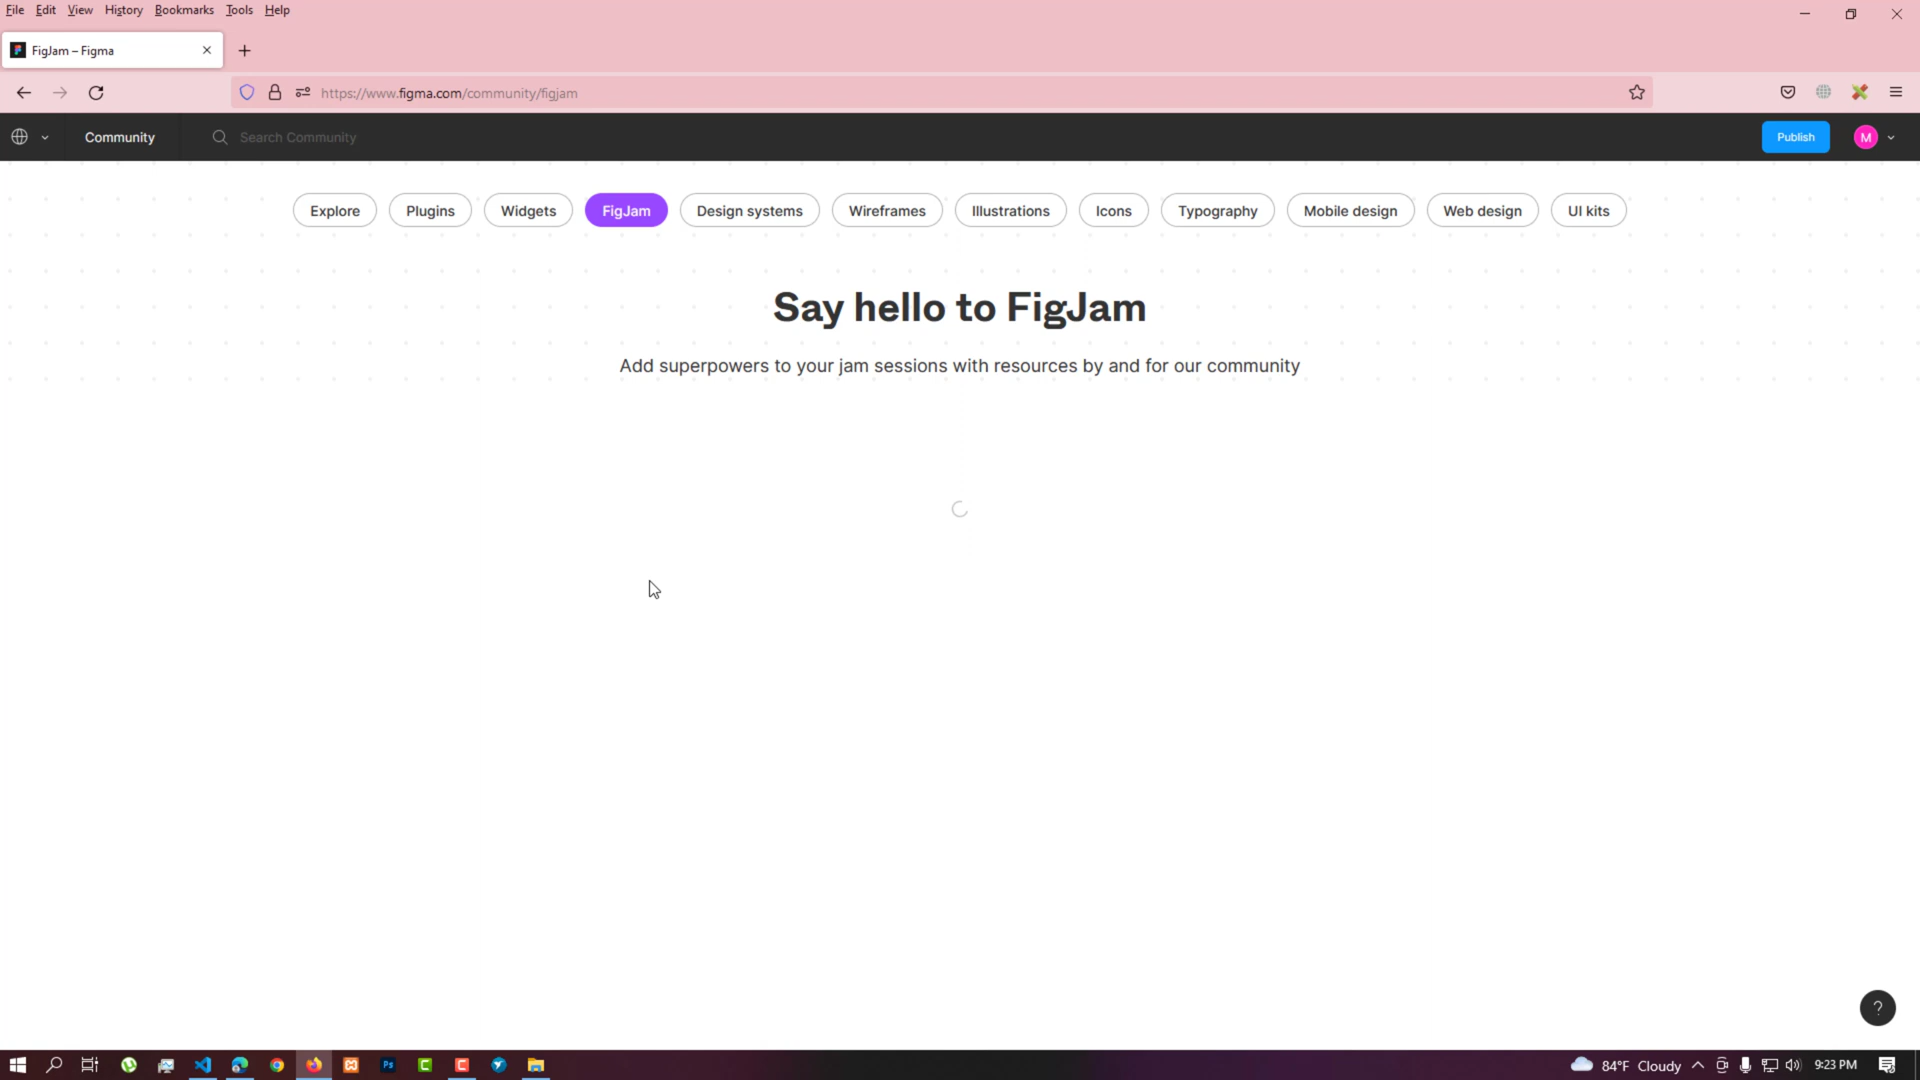 File Edit View History Bookmarks Tools Help
FigJam – Figma
https://www.figma.com/community/figjam
Community Search Community Publish M
Explore Plugins Widgets FigJam Design systems Wireframes Illustrations Icons Typography Mobile design Web design UI kits
Say hello to FigJam
Add superpowers to your jam sessions with resources by and for our community
?
Ps C C 84°F Cloudy 9:23 PM